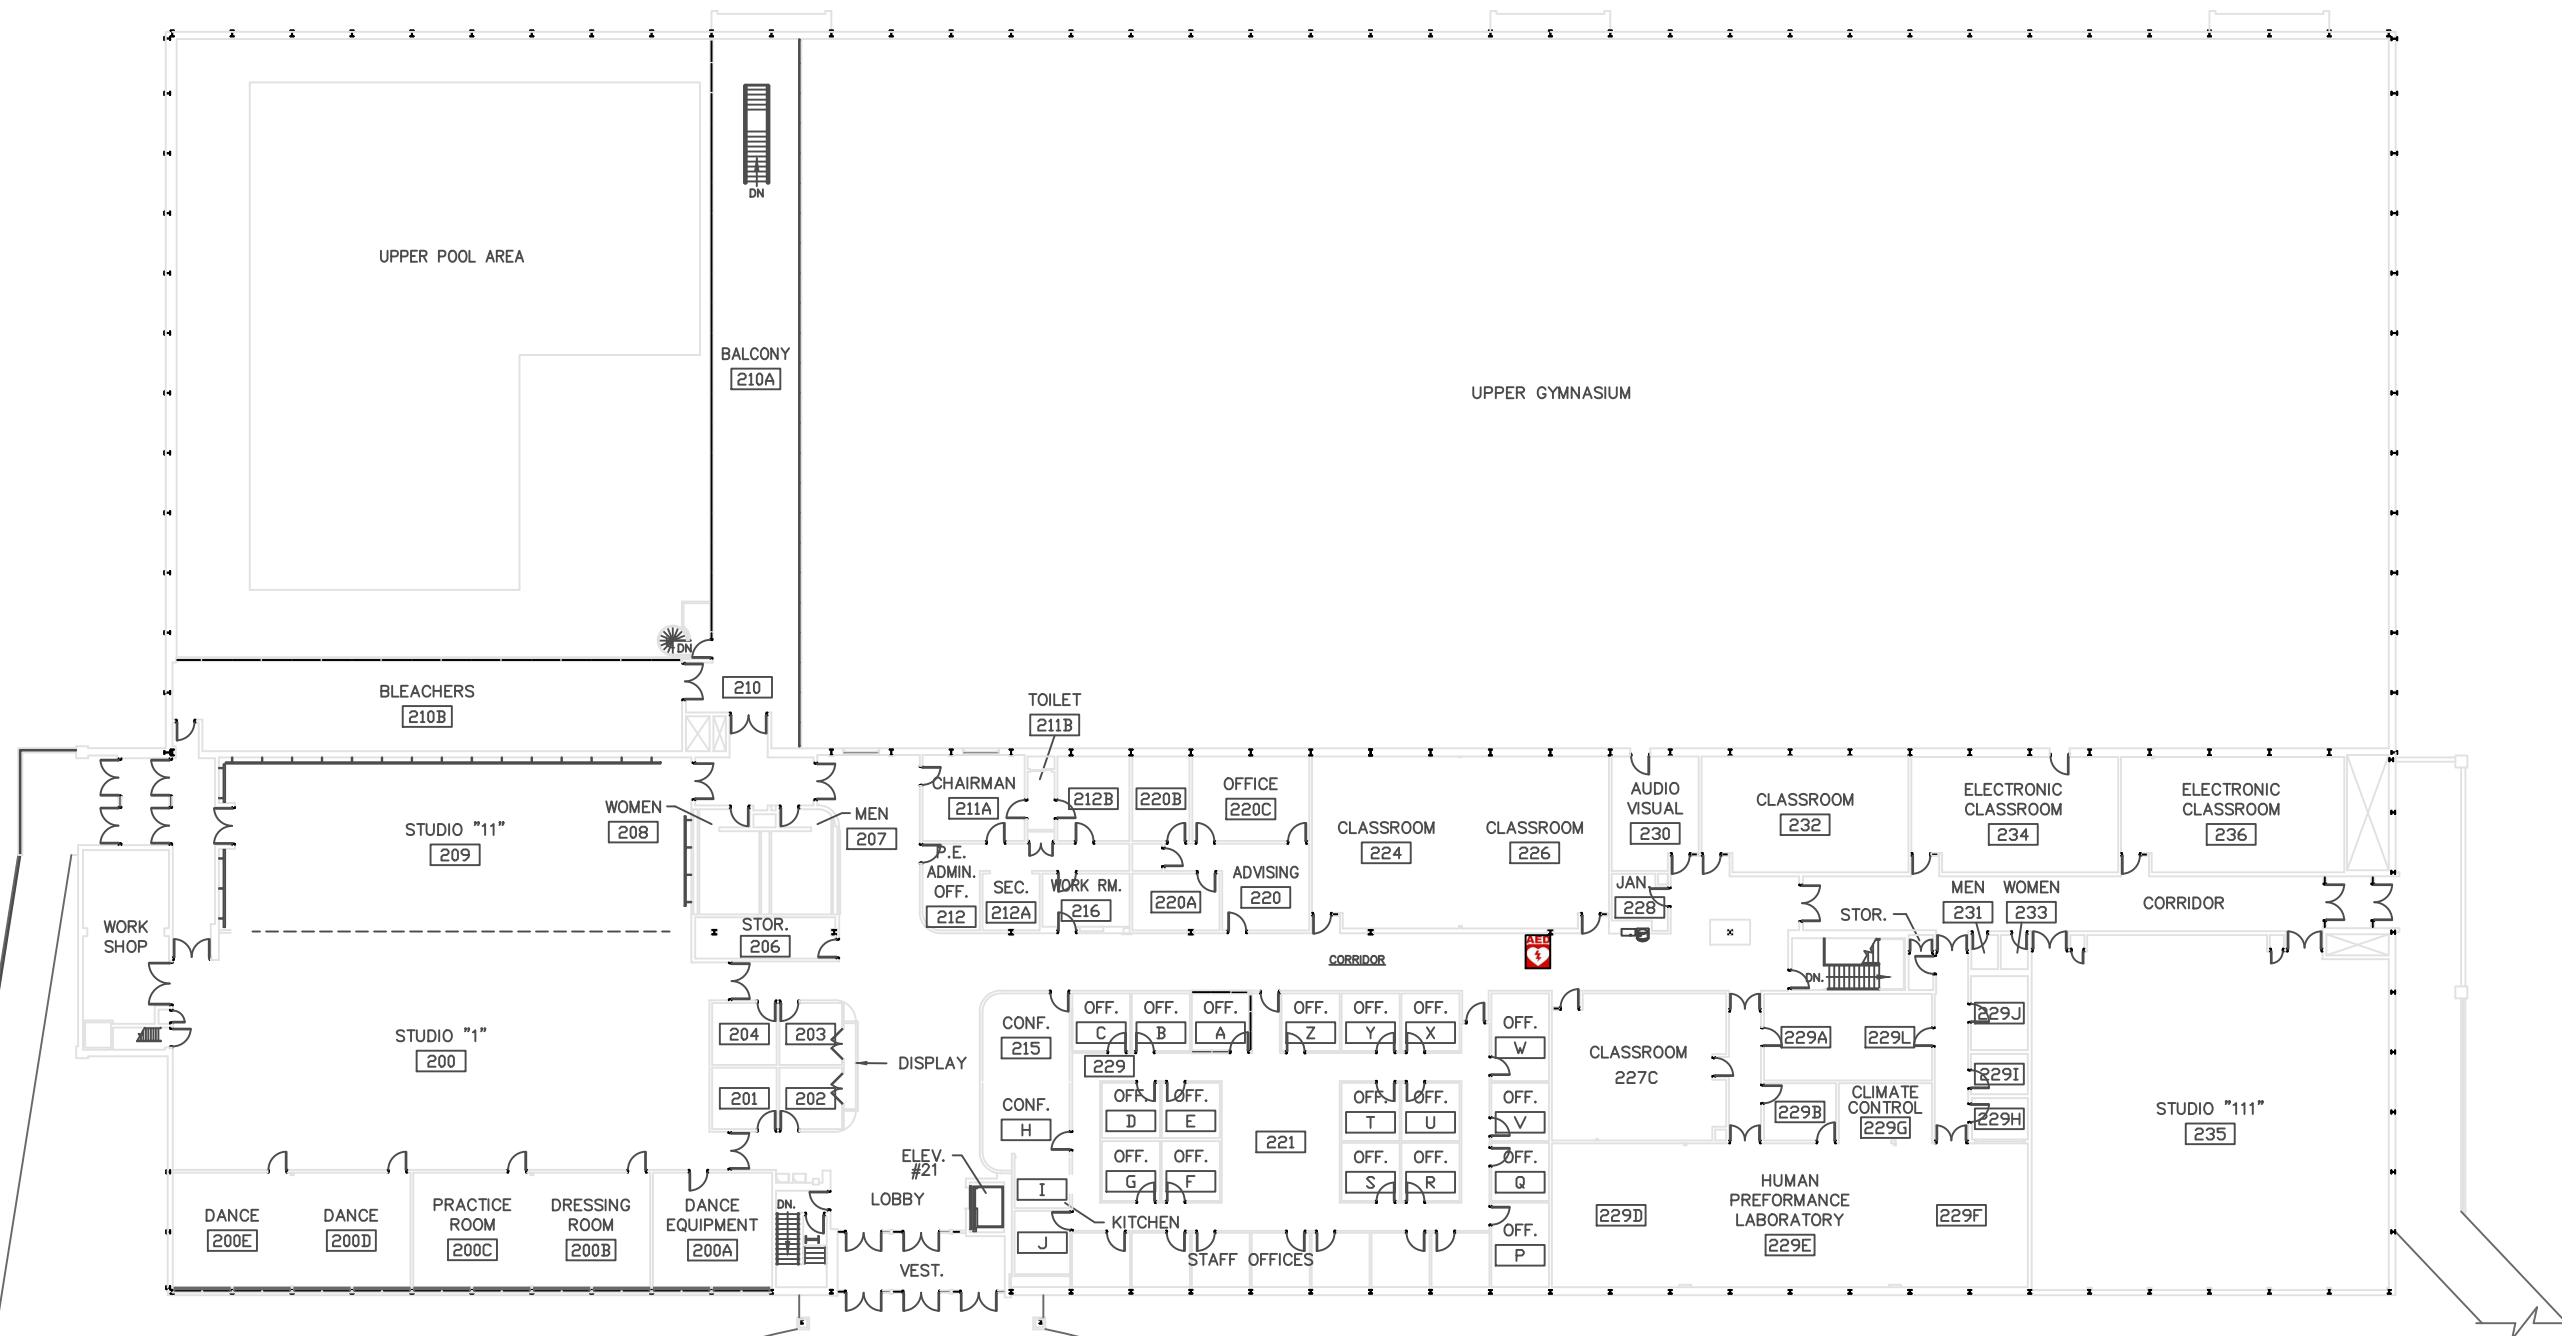 DN
UPPER POOL AREA
BALCONY
210A
UPPER GYMNASIUM
DN
BLEACHERS
210B
210
TOILET
211B
CHAIRMAN
211A
212B
220B
OFFICE
220C
AUDIO
VISUAL
230
CLASSROOM
232
ELECTRONIC
CLASSROOM
234
ELECTRONIC
CLASSROOM
236
WOMEN
208
MEN
207
STUDIO "11"
209
CLASSROOM
224
CLASSROOM
226
P.E.
ADMIN.
OFF.
212
SEC.
212A
WORK RM.
216
220A
ADVISING
220
JAN.
228
MEN
231
WOMEN
233
CORRIDOR
STOR.
WORK
SHOP
STOR.
206
CORRIDOR
AED
DN.
STUDIO "1"
200
204
203
201
202
DISPLAY
CONF.
215
CONF.
H
OFF.
C
OFF.
B
OFF.
A
OFF.
Z
OFF.
Y
OFF.
X
OFF.
W
229
CLASSROOM
227C
229A
229L
229J
229I
229H
229B
CLIMATE
CONTROL
229G
STUDIO "111"
235
OFF.
D
OFF.
E
221
OFF.
T
OFF.
U
OFF.
V
OFF.
G
OFF.
F
OFF.
S
OFF.
R
OFF.
Q
OFF.
P
ELEV.
#21
LOBBY
I
KITCHEN
J
STAFF OFFICES
VEST.
DN.
DANCE
200E
DANCE
200D
PRACTICE
ROOM
200C
DRESSING
ROOM
200B
DANCE
EQUIPMENT
200A
229D
HUMAN
PREFORMANCE
LABORATORY
229E
229F